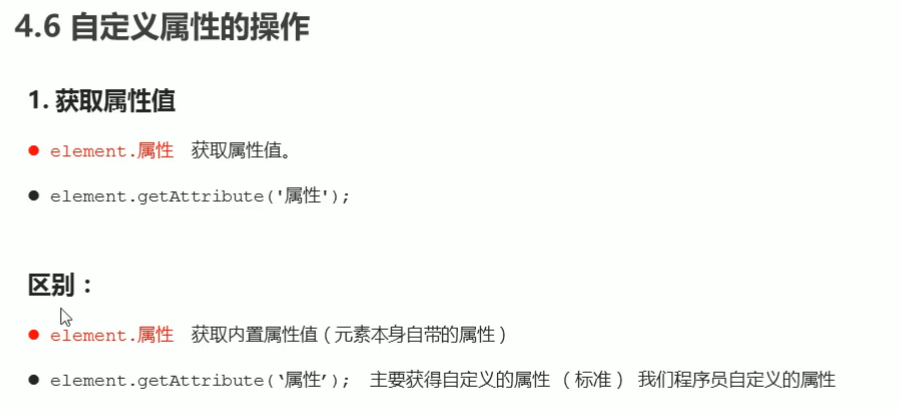 4.6 自定义属性的操作
1. 获取属性值
● element.属性 获取属性值。
● element.getAttribute('属性');
区别：
● element.属性 获取内置属性值（元素本身自带的属性）
● element.getAttribute(‘属性’); 主要获得自定义的属性 （标准） 我们程序员自定义的属性